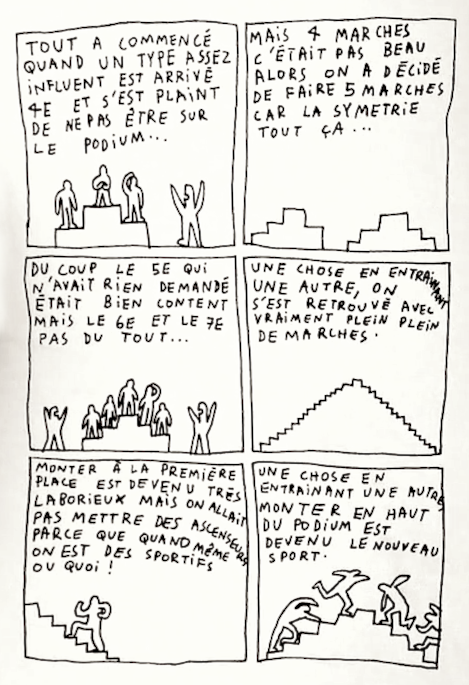 TOUT A COMMENCÉ
QUAND UN TYPE ASSEZ
INFLUENT EST ARRIVÉ
4E ET S'EST PLAINT
DE NE PAS ÊTRE SUR
LE PODIUM...
MAIS 4 MARCHES
C'ÉTAIT PAS BEAU
ALORS ON A DÉCIDÉ
DE FAIRE 5 MARCHES
CAR LA SYMETRIE
TOUT ÇA...
DU COUP LE 5E QUI
N'AVAIT RIEN DEMANDÉ
ÉTAIT BIEN CONTENT
MAIS LE 6E ET LE 7E
PAS DU TOUT...
UNE CHOSE EN ENTRAÎNANT
UNE AUTRE, ON
S'EST RETROUVÉ AVEC
VRAIMENT PLEIN PLEIN
DE MARCHES.
MONTER À LA PREMIÈRE
PLACE EST DEVENU TRÈS
LABORIEUX MAIS ON ALLAIT
PAS METTRE DES ASCENSEURS
PARCE QUE QUAND MÊME
ON EST DES SPORTIFS
OU QUOI !
UNE CHOSE EN
ENTRAÎNANT UNE AUTRE,
MONTER EN HAUT
DU PODIUM EST
DEVENU LE NOUVEAU
SPORT.